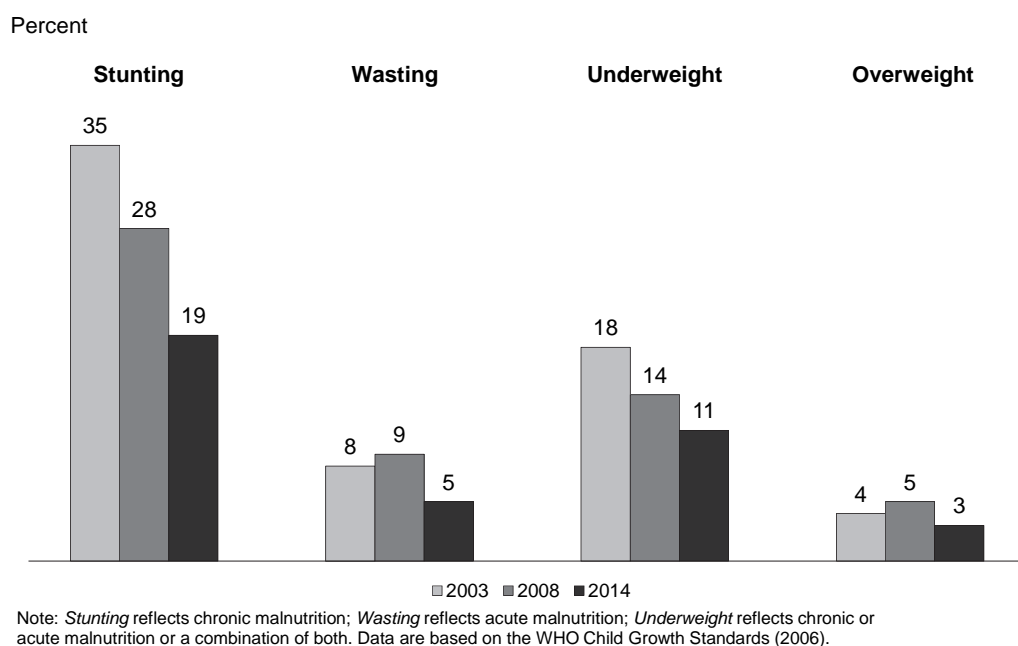 Percent
Stunting Wasting Underweight Overweight
35
28
19
8
9
5
18
14
11
4
5
3
2003 2008 2014
Note: Stunting reflects chronic malnutrition; Wasting reflects acute malnutrition; Underweight reflects chronic or
acute malnutrition or a combination of both. Data are based on the WHO Child Growth Standards (2006).